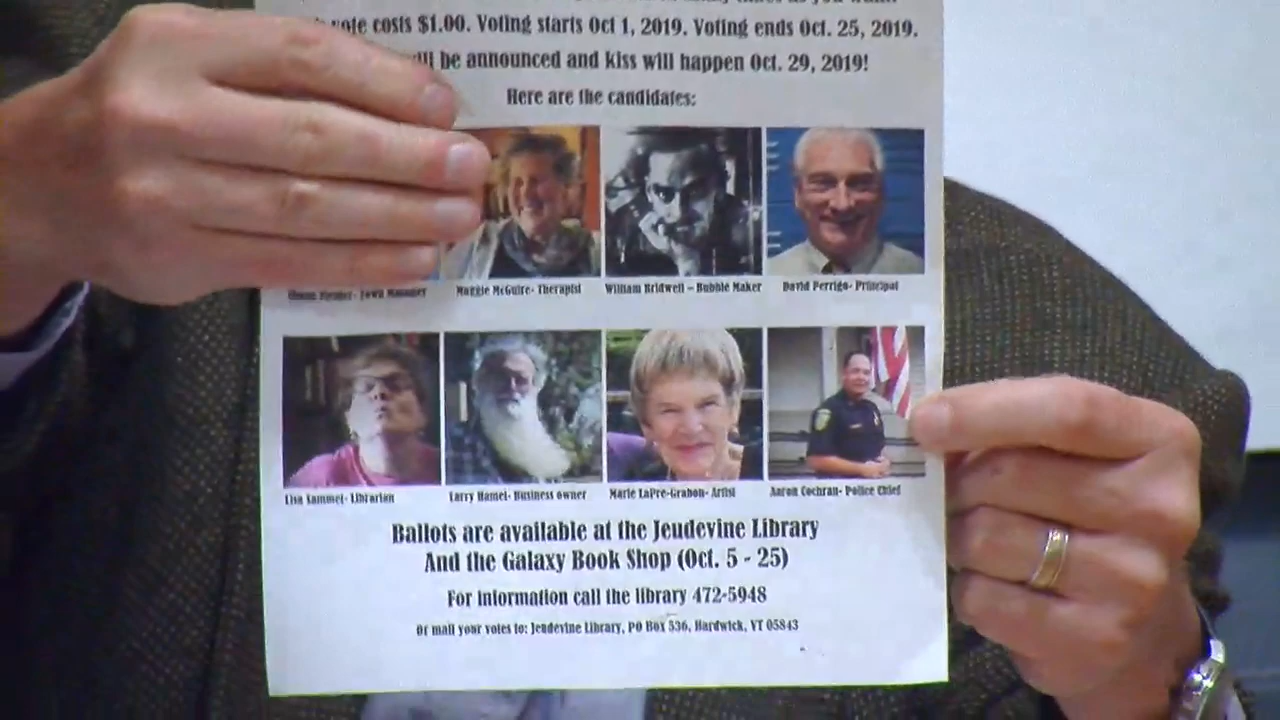 vote costs $1.00. Voting starts Oct 1, 2019. Voting ends Oct. 25, 2019.
will be announced and kiss will happen Oct. 29, 2019!
Here are the candidates:
Town Manager
Maggie McGuire- Therapist
William Bridwell – Bubble Maker
David Perrigo- Principal
Lisa Sammet- Librarian
Larry Hamel- Business owner
Marie LaPre-Grabon- Artist
Aaron Cochran- Police Chief
Ballots are available at the Jeudevine Library
And the Galaxy Book Shop (Oct. 5 - 25)
For information call the library 472-5948
Or mail your votes to: Jeudevine Library, PO Box 536, Hardwick, VT 05843